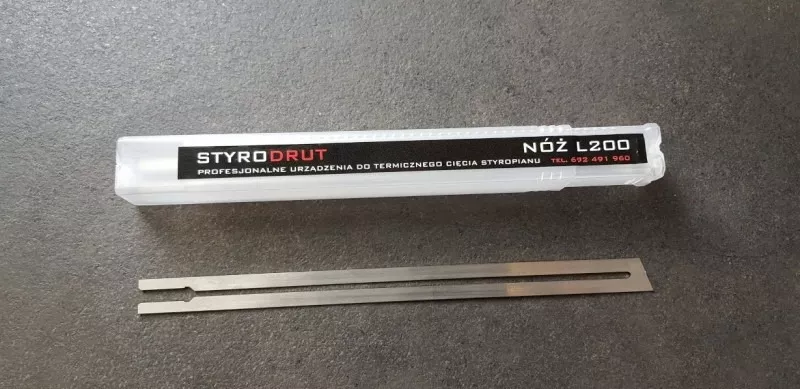 STYRODRUT
NÓŻ L200
PROFESJONALNE URZĄDZENIA DO TERMICZNEGO CIĘCIA STYROPIANU
TEL. 692 491 960